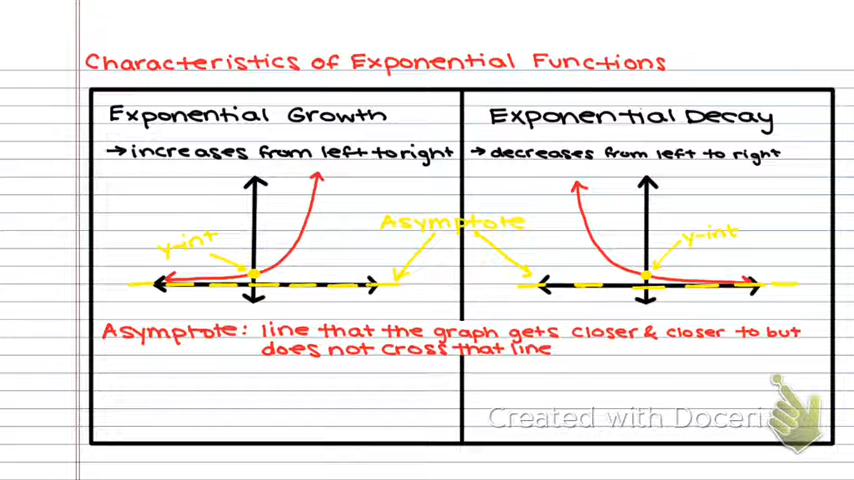 Characteristics of Exponential Functions
Exponential Growth
→increases from left to right
y-int
Exponential Decay
→decreases from left to right
Asymptote
y-int
Asymptote: line that the graph gets closer & closer to but
does not cross that line
Created with Doceri